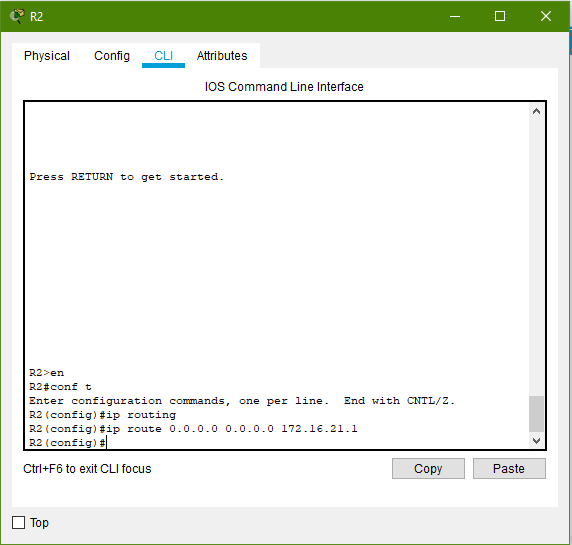 R2
Physical Config CLI Attributes
IOS Command Line Interface
Press RETURN to get started.
R2>en
R2#conf t
Enter configuration commands, one per line.  End with CNTL/Z.
R2(config)#ip routing
R2(config)#ip route 0.0.0.0 0.0.0.0 172.16.21.1
R2(config)#
Ctrl+F6 to exit CLI focus Copy Paste
Top